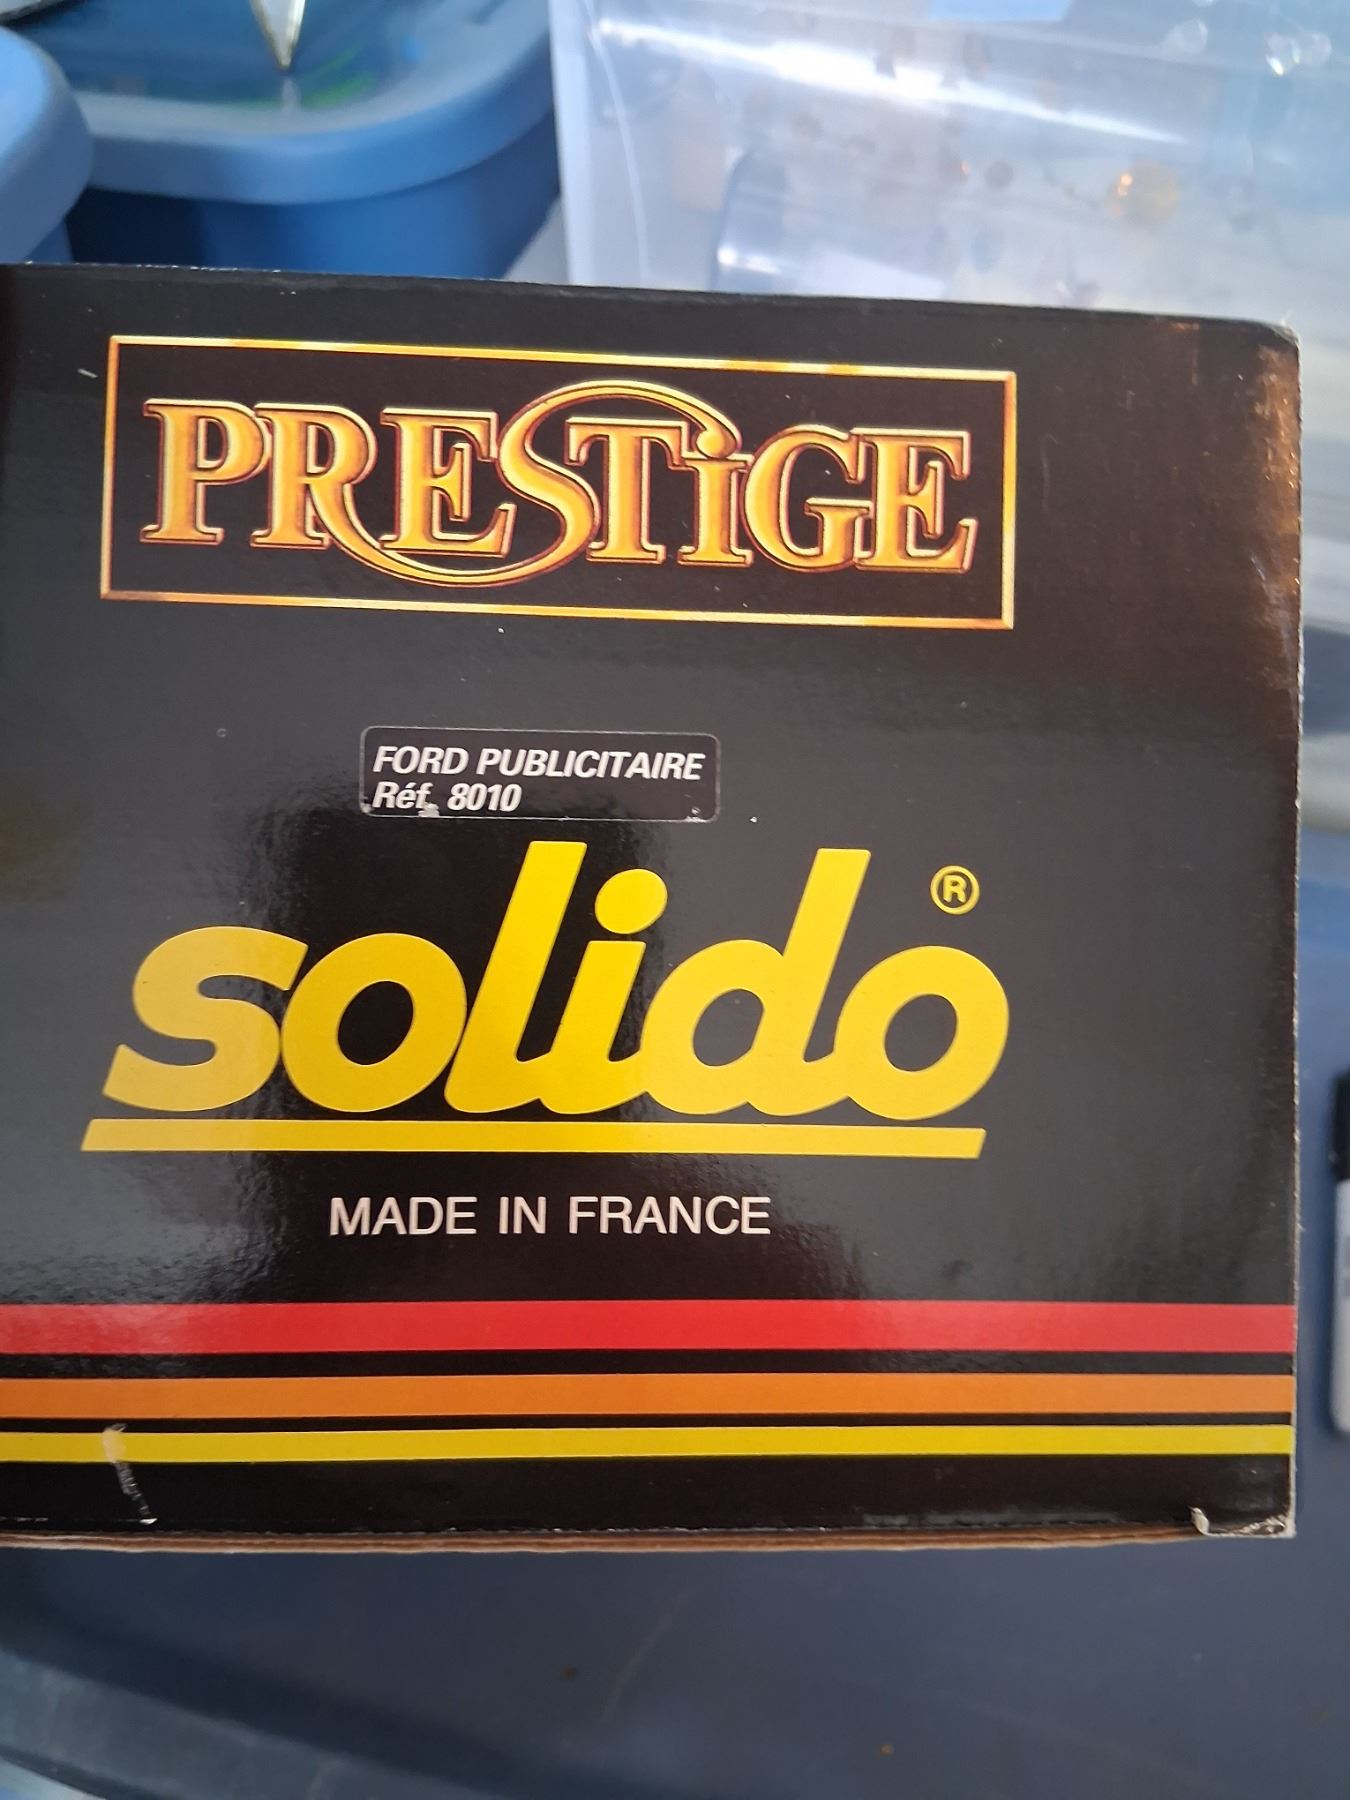 PRESTiGE
FORD PUBLICITAIRE
Réf. 8010
solido®
MADE IN FRANCE